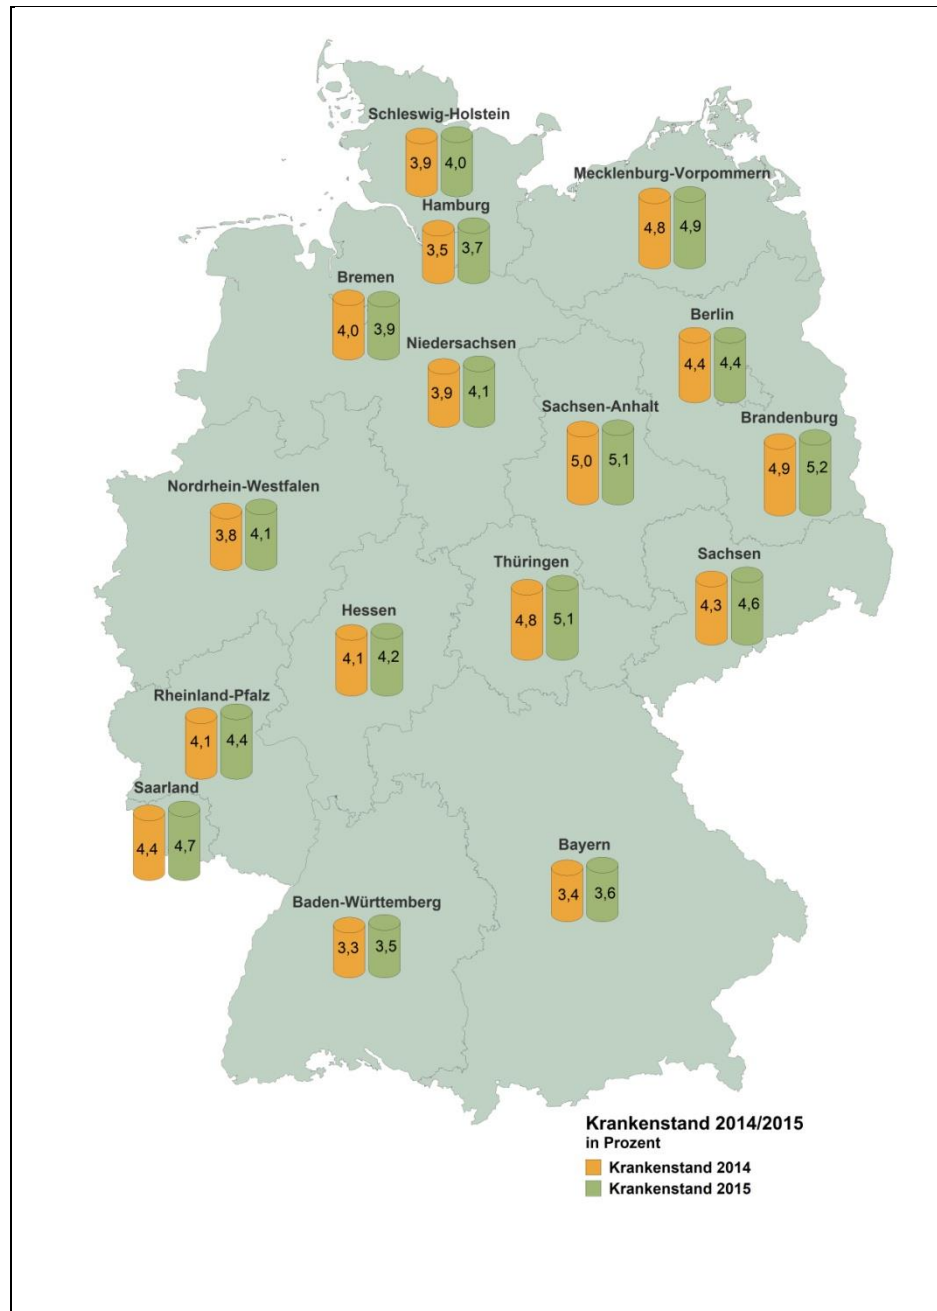 Schleswig-Holstein
3,9 4,0
Mecklenburg-Vorpommern
4,8 4,9
Hamburg
3,5 3,7
Bremen
4,0 3,9
Berlin
4,4 4,4
Niedersachsen
3,9 4,1
Sachsen-Anhalt
5,0 5,1
Brandenburg
4,9 5,2
Nordrhein-Westfalen
3,8 4,1
Sachsen
4,3 4,6
Thüringen
4,8 5,1
Hessen
4,1 4,2
Rheinland-Pfalz
4,1 4,4
Saarland
4,4 4,7
Bayern
3,4 3,6
Baden-Württemberg
3,3 3,5
Krankenstand 2014/2015
in Prozent
Krankenstand 2014
Krankenstand 2015